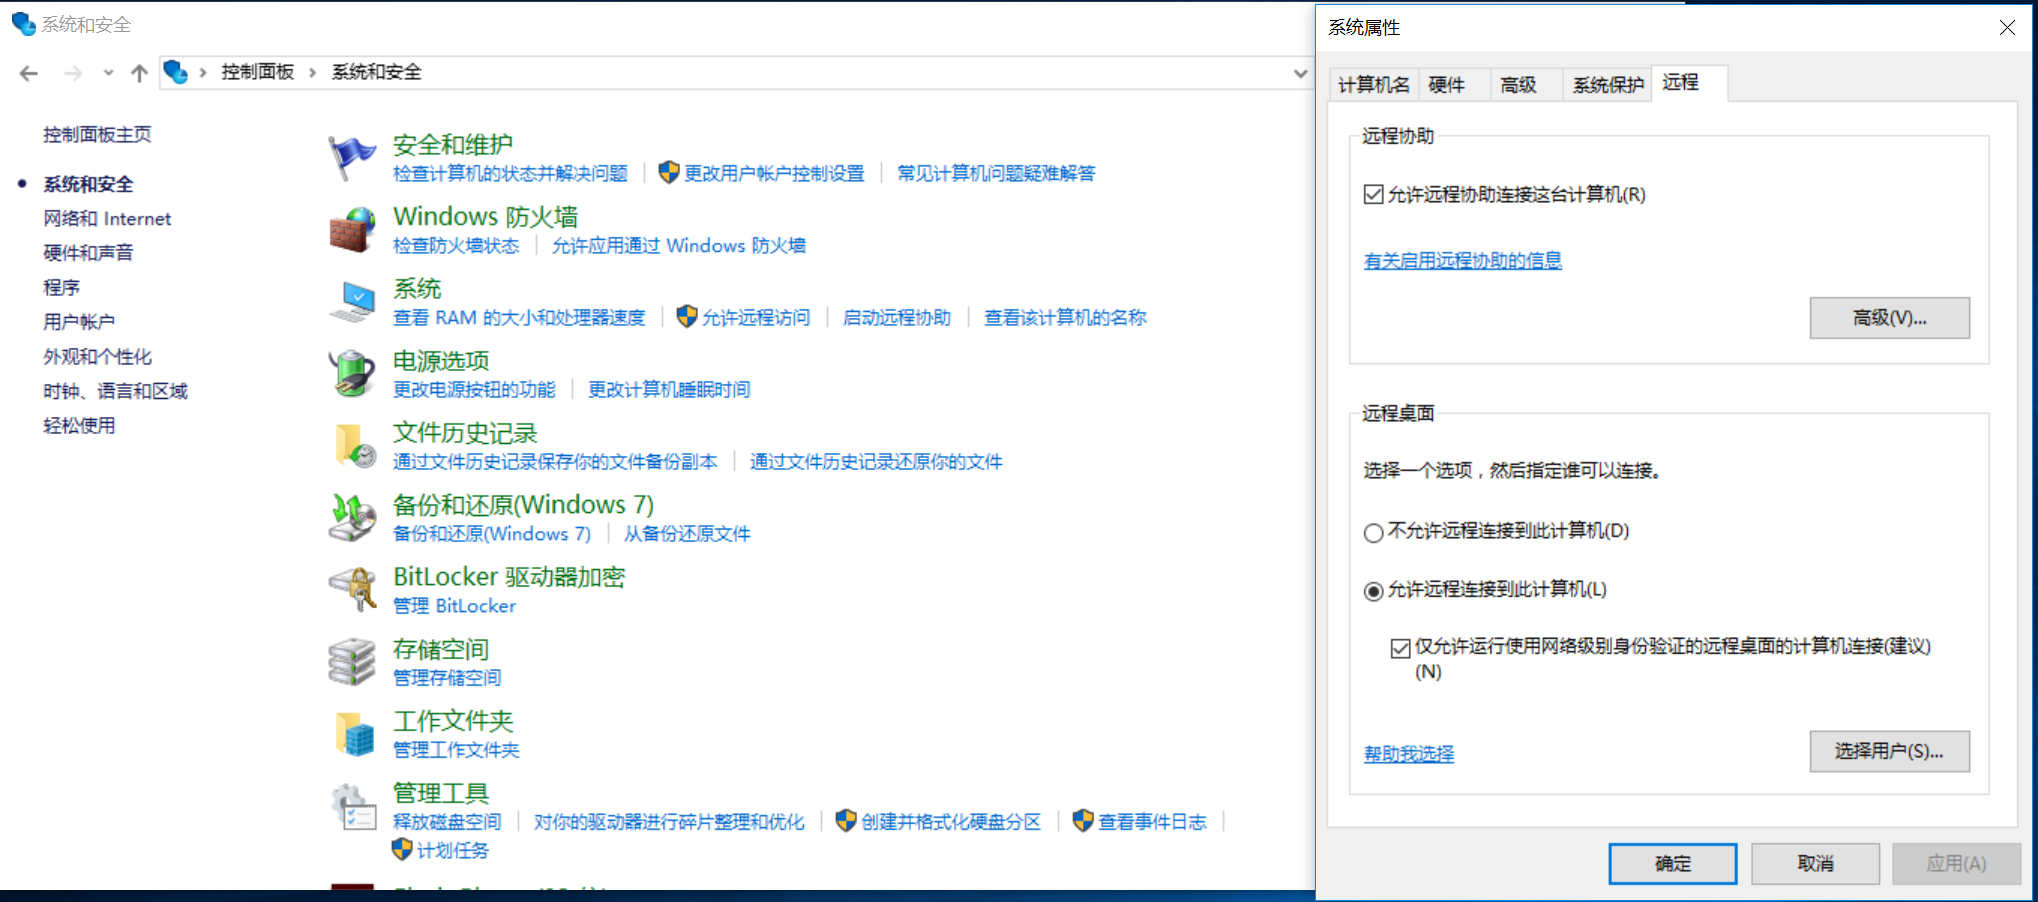 系统和安全
控制面板 › 系统和安全
控制面板主页
系统和安全
网络和 Internet
硬件和声音
程序
用户帐户
外观和个性化
时钟、语言和区域
轻松使用
安全和维护
检查计算机的状态并解决问题 更改用户帐户控制设置 常见计算机问题疑难解答
Windows 防火墙
检查防火墙状态 允许应用通过 Windows 防火墙
系统
查看 RAM 的大小和处理器速度 允许远程访问 启动远程协助 查看该计算机的名称
电源选项
更改电源按钮的功能 更改计算机睡眠时间
文件历史记录
通过文件历史记录保存你的文件备份副本 通过文件历史记录还原你的文件
备份和还原(Windows 7)
备份和还原(Windows 7) 从备份还原文件
BitLocker 驱动器加密
管理 BitLocker
存储空间
管理存储空间
工作文件夹
管理工作文件夹
管理工具
释放磁盘空间 对你的驱动器进行碎片整理和优化 创建并格式化硬盘分区 查看事件日志
计划任务
系统属性
计算机名 硬件 高级 系统保护 远程
远程协助
允许远程协助连接这台计算机(R)
有关启用远程协助的信息
高级(V)...
远程桌面
选择一个选项，然后指定谁可以连接。
不允许远程连接到此计算机(D)
允许远程连接到此计算机(L)
仅允许运行使用网络级别身份验证的远程桌面的计算机连接(建议)
(N)
帮助我选择
选择用户(S)...
确定 取消 应用(A)